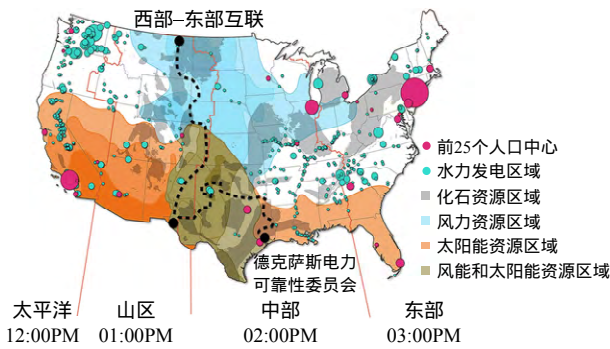 西部–东部互联
前25个人口中心
水力发电区域
化石资源区域
风力资源区域
太阳能资源区域
风能和太阳能资源区域
德克萨斯电力
可靠性委员会
太平洋 山区 中部 东部
12:00PM 01:00PM 02:00PM 03:00PM